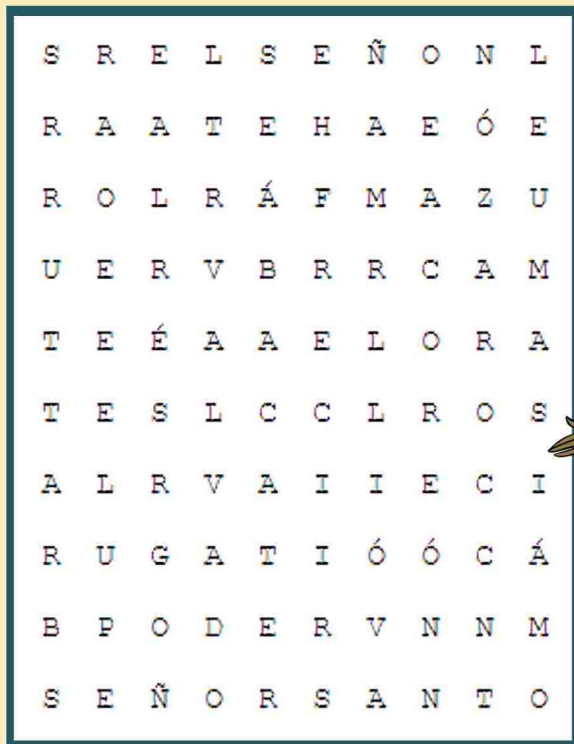 S R E L S E Ñ O N L
R A A T E H A E Ó E
R O L R Á F M A Z U
U E R V B R R C A M
T E É A A E L O R A
T E S L C C L R O S
A L R V A I I E C I
R U G A T I Ó Ó C Á
B P O D E R V N N M
S E Ñ O R S A N T O